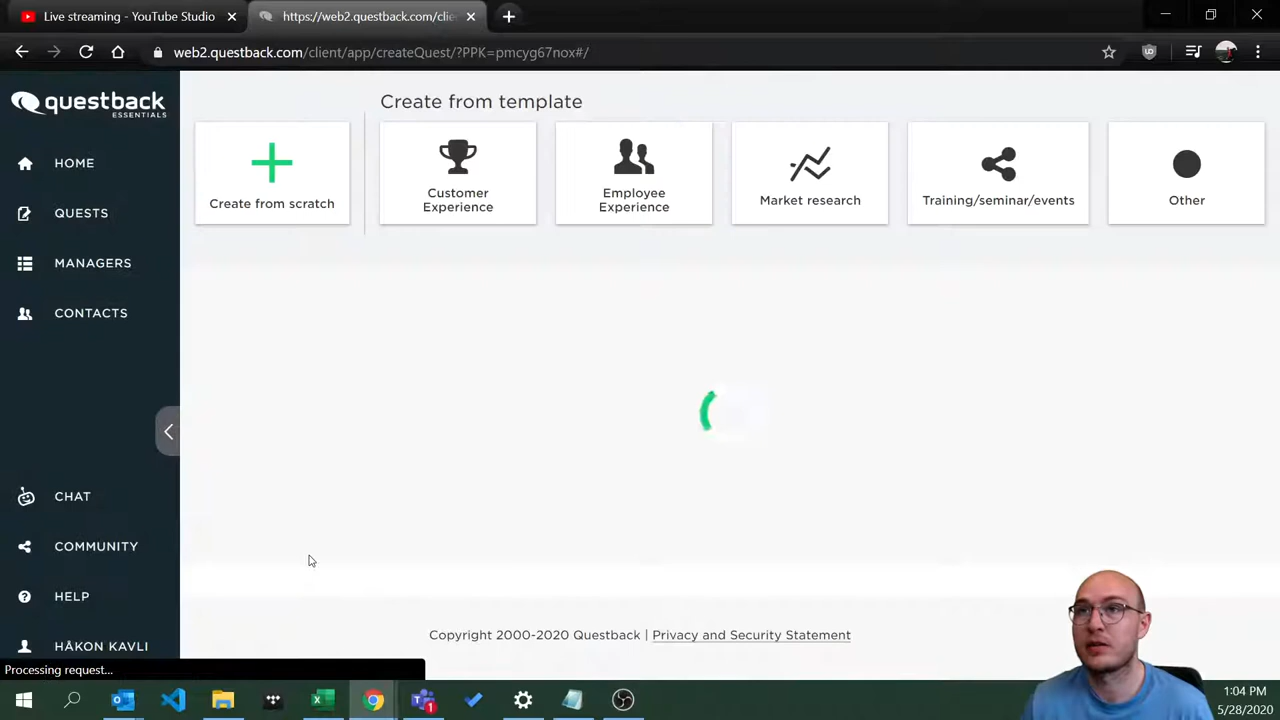 Live streaming - YouTube Studio
https://web2.questback.com/clie
web2.questback.com/client/app/createQuest/?PPK=pmcyg67nox#/
questback
ESSENTIALS
HOME
QUESTS
MANAGERS
CONTACTS
CHAT
COMMUNITY
HELP
HÅKON KAVLI
Create from template
Create from scratch
Customer
Experience
Employee
Experience
Market research
Training/seminar/events
Other
Copyright 2000-2020 Questback | Privacy and Security Statement
Processing request...
1
1:04 PM
5/28/2020